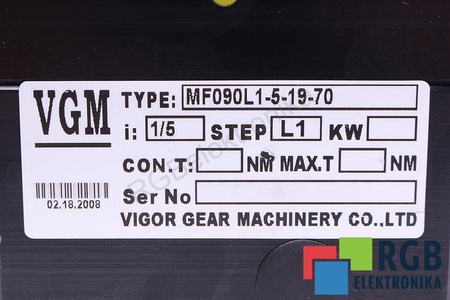 VGM
TYPE: MF090L1-5-19-70
i: 1/5 STEP L1 KW
CON.T: NM MAX.T NM
Ser No
02.18.2008
VIGOR GEAR MACHINERY CO.,LTD
RGB
ELEKTRONIKA
RGBelektronika